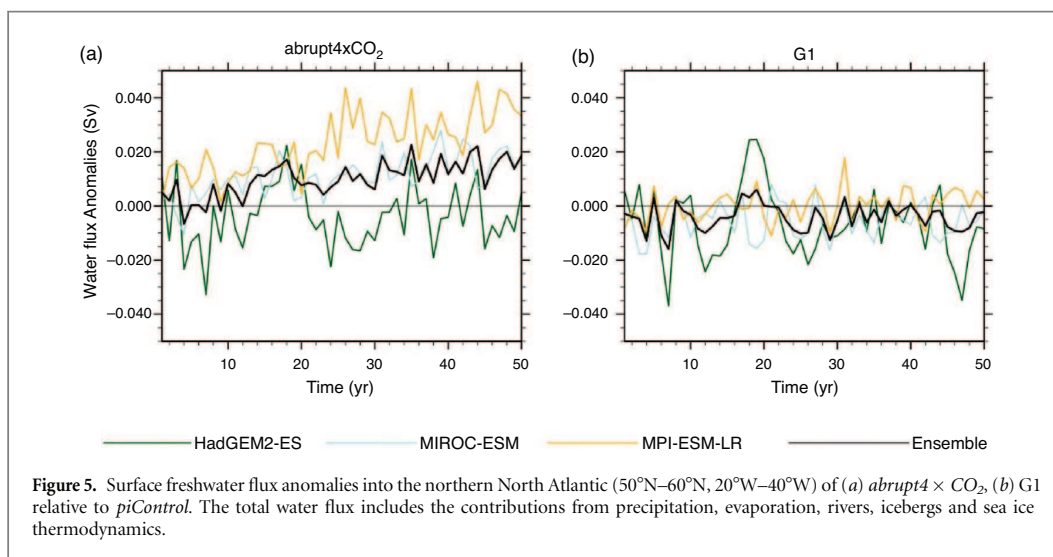 (a)
abrupt4xCO₂
(b)
G1
Water flux Anomalies (Sv)
0.040
0.020
0.000
−0.020
−0.040
10 20 30 40 50
Time (yr)
0.040
0.020
0.000
−0.020
−0.040
10 20 30 40 50
Time (yr)
HadGEM2-ES MIROC-ESM MPI-ESM-LR Ensemble
Figure 5. Surface freshwater flux anomalies into the northern North Atlantic (50°N–60°N, 20°W–40°W) of (a) abrupt4 × CO₂, (b) G1
relative to piControl. The total water flux includes the contributions from precipitation, evaporation, rivers, icebergs and sea ice
thermodynamics.